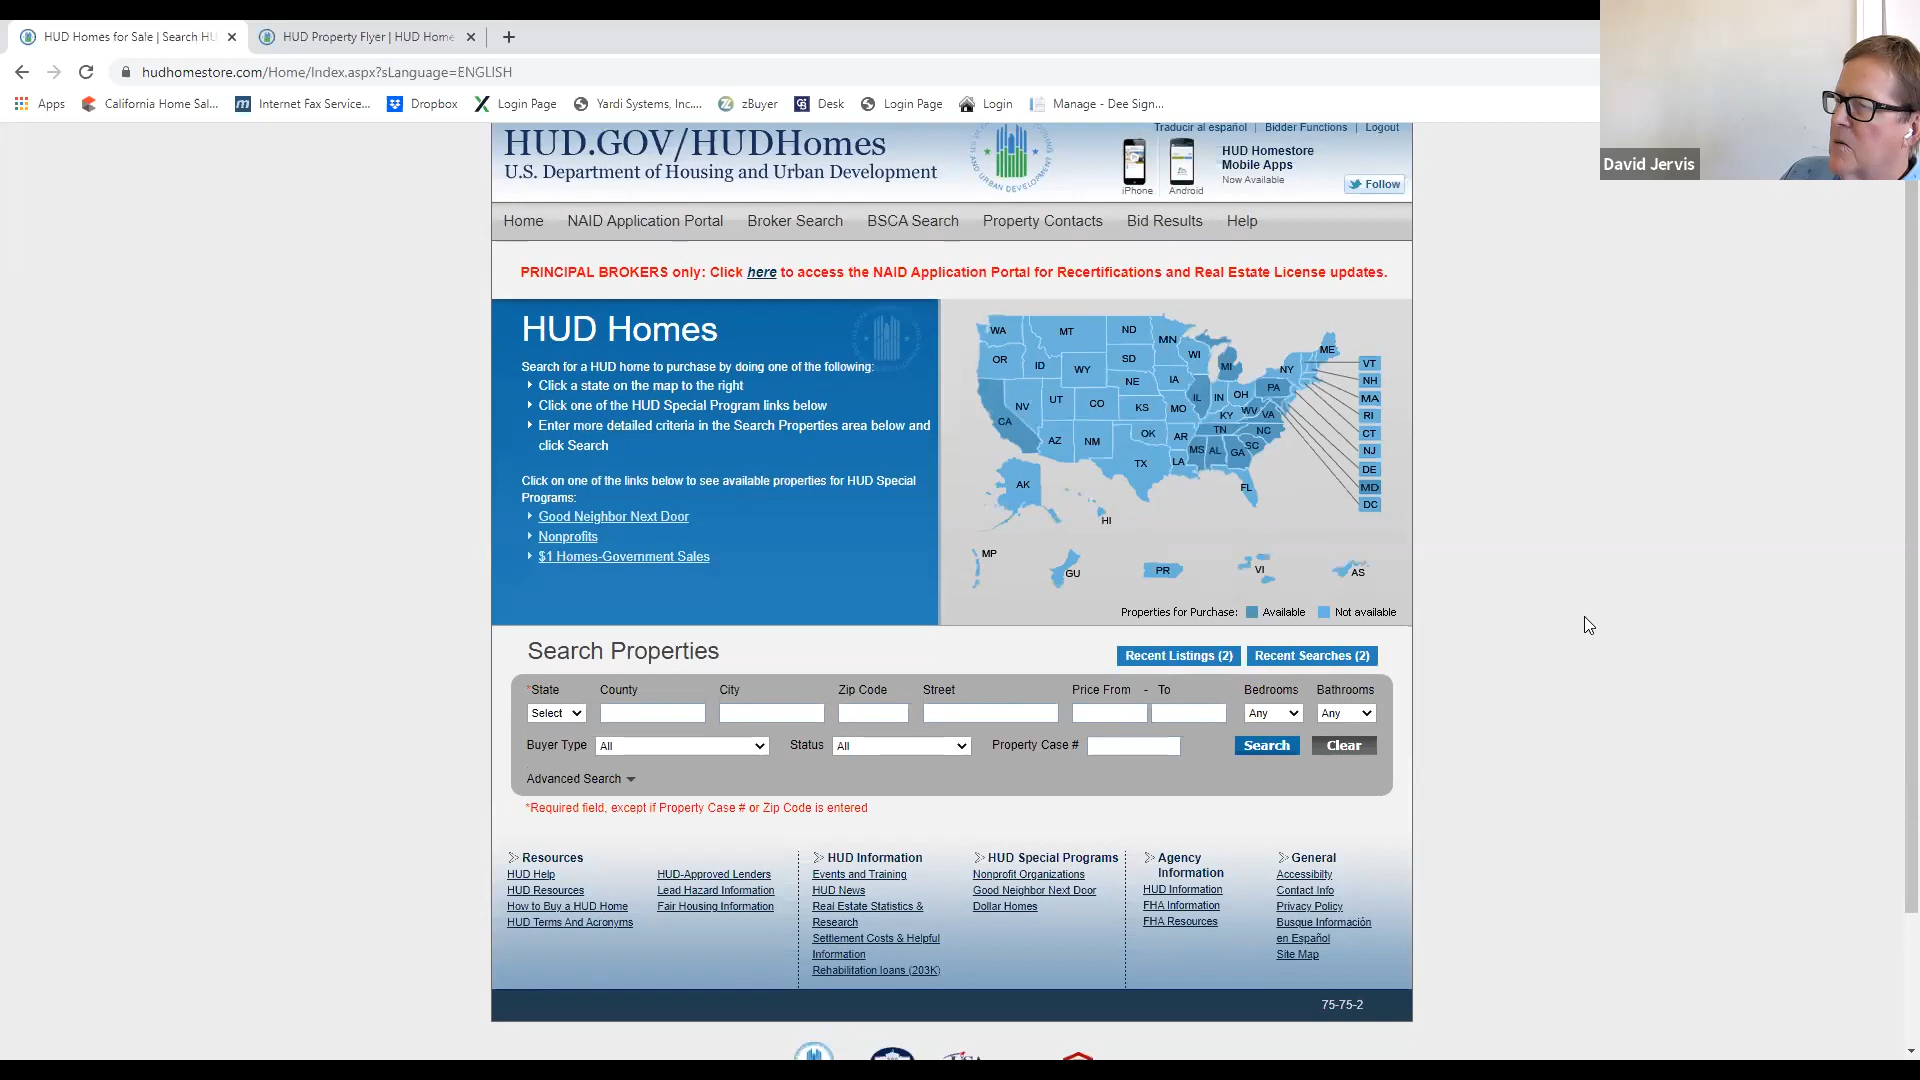 HUD Homes for Sale | Search HU
HUD Property Flyer | HUD Home
hudhomestore.com/Home/Index.aspx?sLanguage=ENGLISH
Apps
California Home Sal...
Internet Fax Service...
Dropbox
Login Page
Yardi Systems, Inc....
zBuyer
Desk
Login Page
Login
Manage - Dee Sign...
David Jervis
HUD.GOV/HUDHomes
U.S. Department of Housing and Urban Development
Traducir al español | Bidder Functions | Logout
iPhone
Android
HUD Homestore
Mobile Apps
Now Available
Follow
Home
NAID Application Portal
Broker Search
BSCA Search
Property Contacts
Bid Results
Help
PRINCIPAL BROKERS only: Click here to access the NAID Application Portal for Recertifications and Real Estate License updates.
HUD Homes
Search for a HUD home to purchase by doing one of the following:
Click a state on the map to the right
Click one of the HUD Special Program links below
Enter more detailed criteria in the Search Properties area below and
click Search
Click on one of the links below to see available properties for HUD Special
Programs:
Good Neighbor Next Door
Nonprofits
$1 Homes-Government Sales
WA
MT
ND
MN
ME
OR
ID
WY
SD
WI
MI
NY
VT
NH
MA
RI
CT
NJ
DE
MD
DC
NV
UT
CO
NE
IA
IL
IN
OH
PA
KS
MO
KY
WV
VA
CA
AZ
NM
OK
AR
TN
NC
SC
MS
AL
GA
TX
LA
FL
AK
HI
MP
GU
PR
VI
AS
Properties for Purchase:
Available
Not available
Search Properties
Recent Listings (2)
Recent Searches (2)
*State
County
City
Zip Code
Street
Price From - To
Bedrooms
Bathrooms
Select
Any
Any
Buyer Type
All
Status
All
Property Case #
Search
Clear
Advanced Search
*Required field, except if Property Case # or Zip Code is entered
Resources
HUD Help
HUD Resources
How to Buy a HUD Home
HUD Terms And Acronyms
HUD-Approved Lenders
Lead Hazard Information
Fair Housing Information
HUD Information
Events and Training
HUD News
Real Estate Statistics &
Research
Settlement Costs & Helpful
Information
Rehabilitation loans (203K)
HUD Special Programs
Nonprofit Organizations
Good Neighbor Next Door
Dollar Homes
Agency
Information
HUD Information
FHA Information
FHA Resources
General
Accessibilty
Contact Info
Privacy Policy
Busque Información
en Español
Site Map
75-75-2